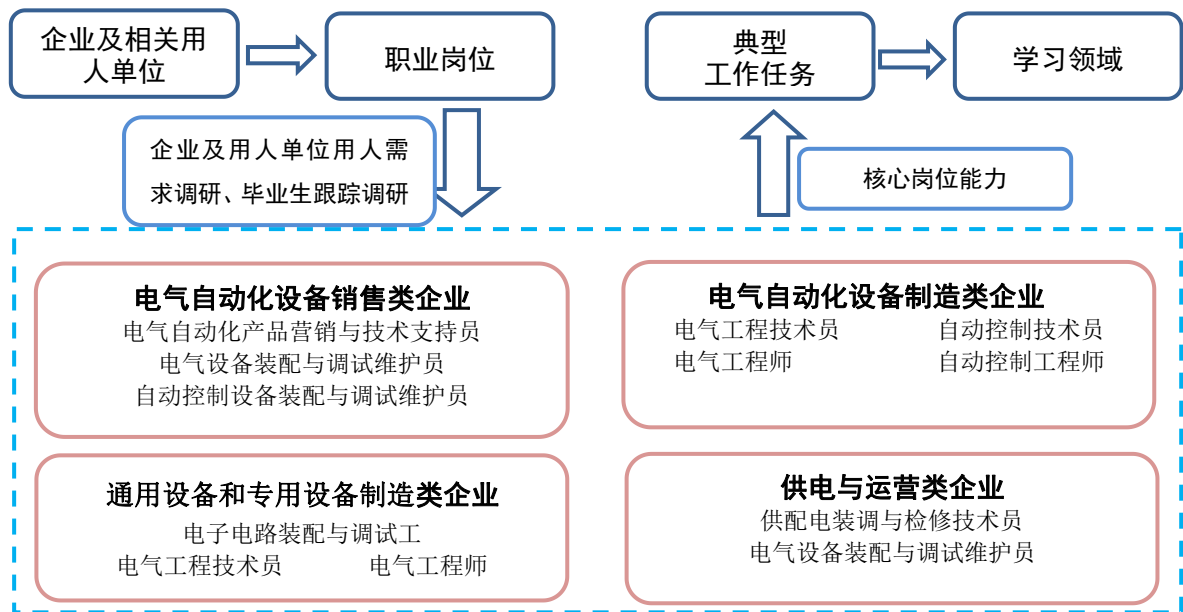 企业及相关用
人单位
职业岗位
典型
工作任务
学习领域
企业及用人单位用人需
求调研、毕业生跟踪调研
核心岗位能力
电气自动化设备销售类企业
电气自动化产品营销与技术支持员
电气设备装配与调试维护员
自动控制设备装配与调试维护员
电气自动化设备制造类企业
电气工程技术员 自动控制技术员
电气工程师 自动控制工程师
通用设备和专用设备制造类企业
电子电路装配与调试工
电气工程技术员 电气工程师
供电与运营类企业
供配电装调与检修技术员
电气设备装配与调试维护员